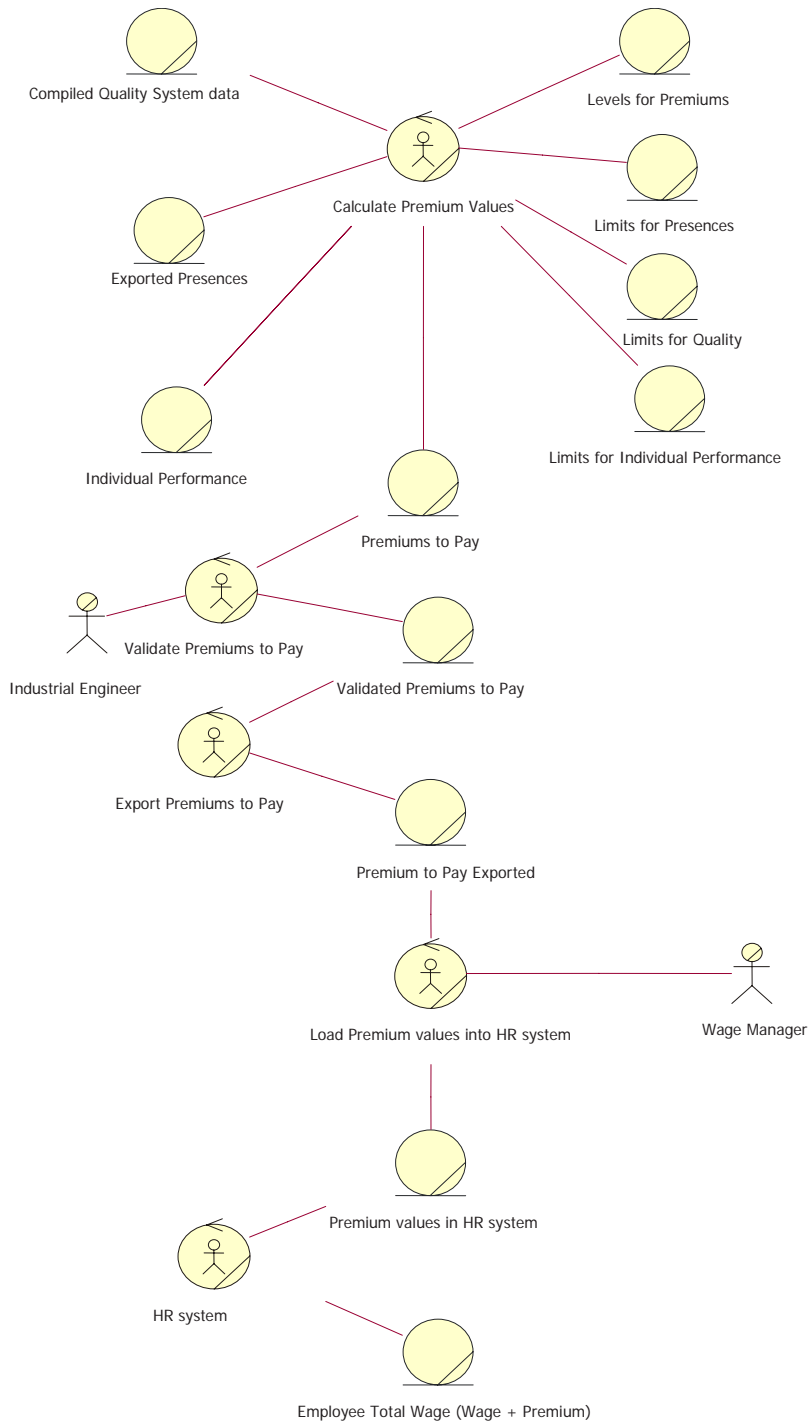 Compiled Quality System data
Levels for Premiums
Calculate Premium Values
Limits for Presences
Exported Presences
Limits for Quality
Individual Performance
Limits for Individual Performance
Premiums to Pay
Validate Premiums to Pay
Industrial Engineer
Validated Premiums to Pay
Export Premiums to Pay
Premium to Pay Exported
Load Premium values into HR system
Wage Manager
Premium values in HR system
HR system
Employee Total Wage (Wage + Premium)